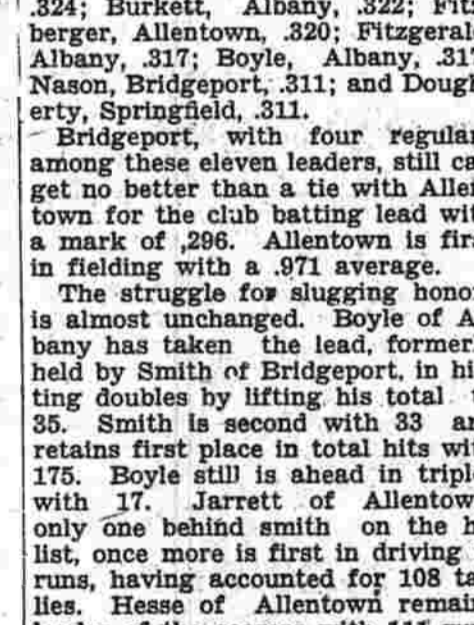 .324; Burkett, Albany, .322; Fitz
berger, Allentown, .320; Fitzgeral
Albany, .317; Boyle, Albany, .31
Nason, Bridgeport, .311; and Dough
erty, Springfield, .311.
Bridgeport, with four regular
among these eleven leaders, still ca
get no better than a tie with Allen
town for the club batting lead wi
a mark of ,296. Allentown is firs
in fielding with a .971 average.
The struggle for slugging hono
is almost unchanged. Boyle of A
bany has taken the lead, former
held by Smith of Bridgeport, in hi
ting doubles by lifting his total t
35. Smith is second with 33 an
retains first place in total hits wit
175. Boyle still is ahead in tripl
with 17. Jarrett of Allentow
only one behind smith on the h
list, once more is first in driving
runs, having accounted for 108 ta
lies. Hesse of Allentown remain